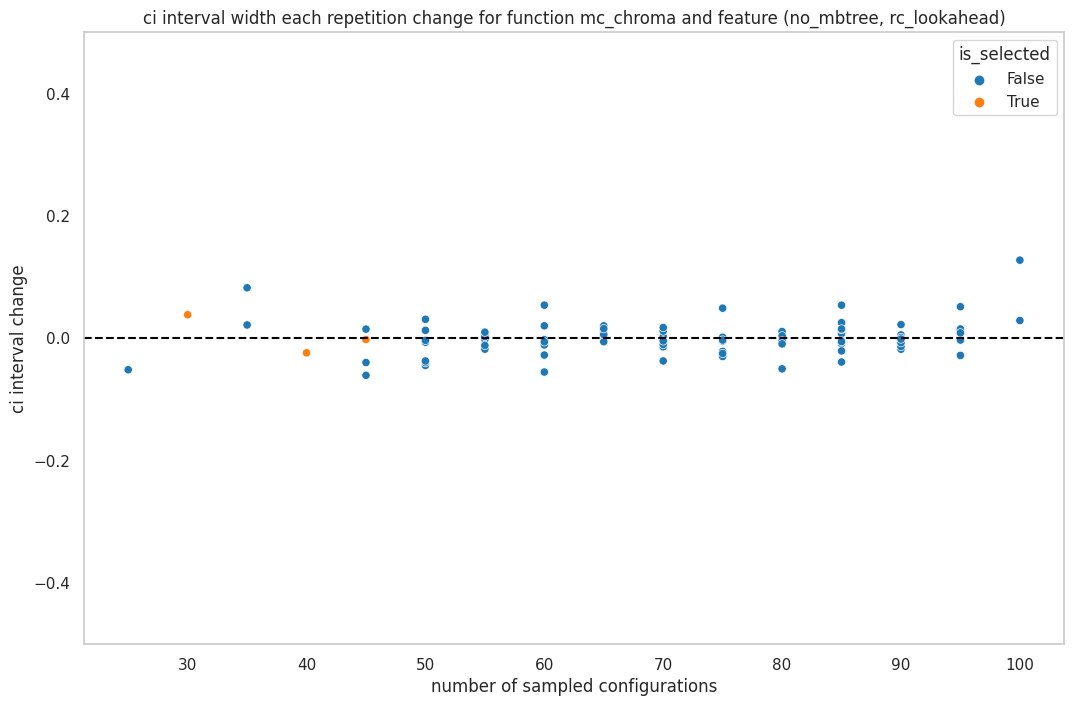 ci interval width each repetition change for function mc_chroma and feature (no_mbtree, rc_lookahead)
is_selected
False
True
ci interval change
0.4
0.2
0.0
−0.2
−0.4
30 40 50 60 70 80 90 100
number of sampled configurations